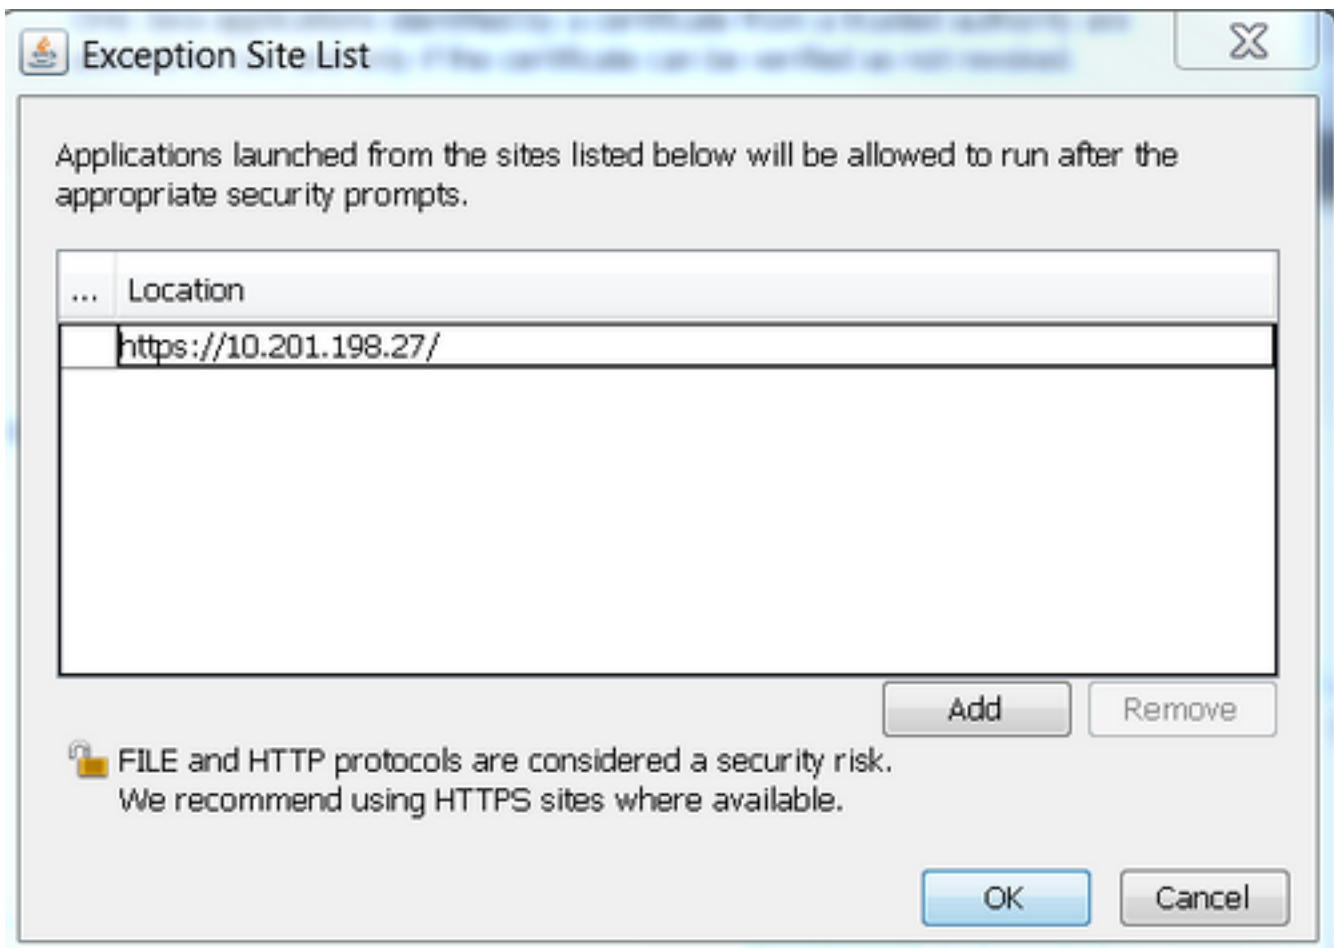 Exception Site List
Applications launched from the sites listed below will be allowed to run after the
appropriate security prompts.
... Location
https://10.201.198.27/
Add Remove
FILE and HTTP protocols are considered a security risk.
We recommend using HTTPS sites where available.
OK Cancel